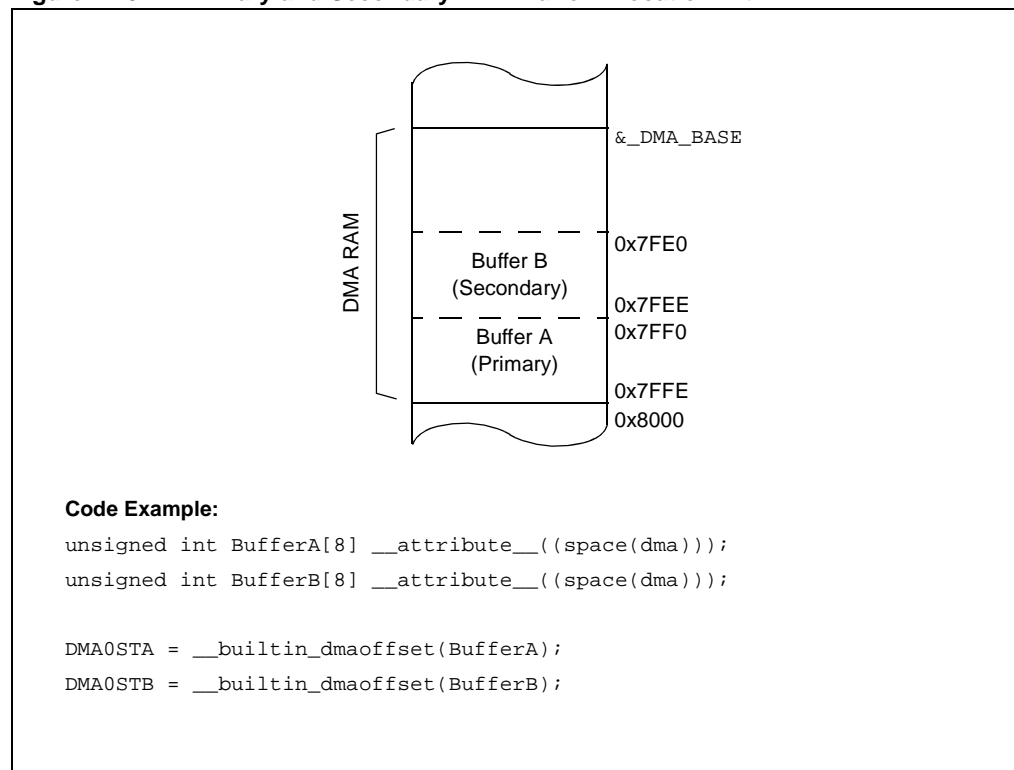 &_DMA_BASE
DMA RAM
0x7FE0
Buffer B
(Secondary)
0x7FEE
0x7FF0
Buffer A
(Primary)
0x7FFE
0x8000
Code Example:
unsigned int BufferA[8] __attribute__((space(dma)));
unsigned int BufferB[8] __attribute__((space(dma)));
DMA0STA = __builtin_dmaoffset(BufferA);
DMA0STB = __builtin_dmaoffset(BufferB);